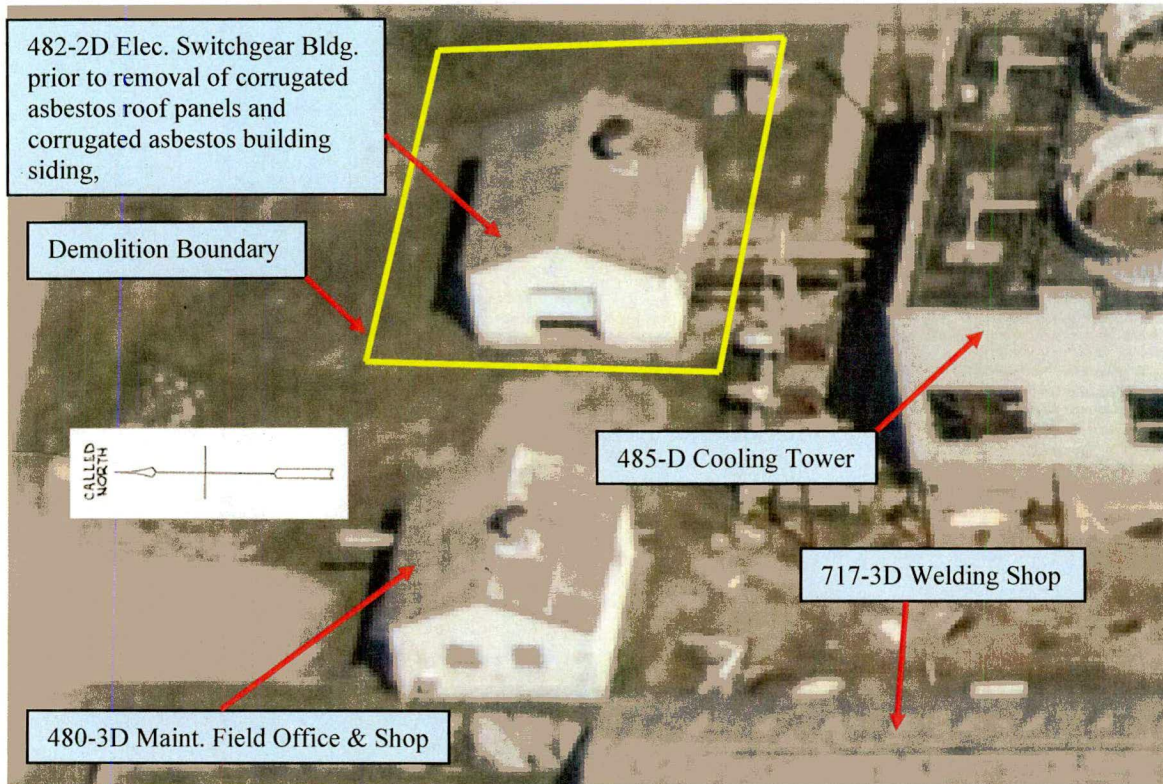 482-2D Elec. Switchgear Bldg.
prior to removal of corrugated
asbestos roof panels and
corrugated asbestos building
siding,
Demolition Boundary
CALLED
NORTH
485-D Cooling Tower
717-3D Welding Shop
480-3D Maint. Field Office & Shop